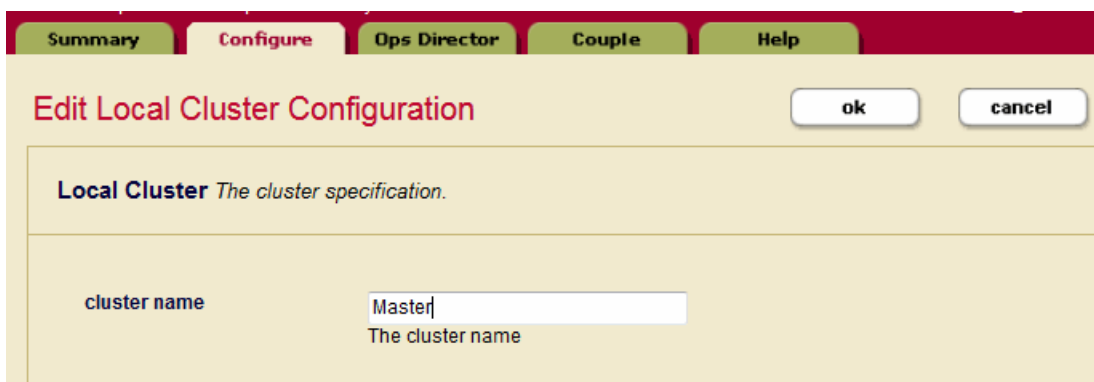 Summary Configure Ops Director Couple Help
Edit Local Cluster Configuration ok cancel
Local Cluster The cluster specification.
cluster name Master
The cluster name